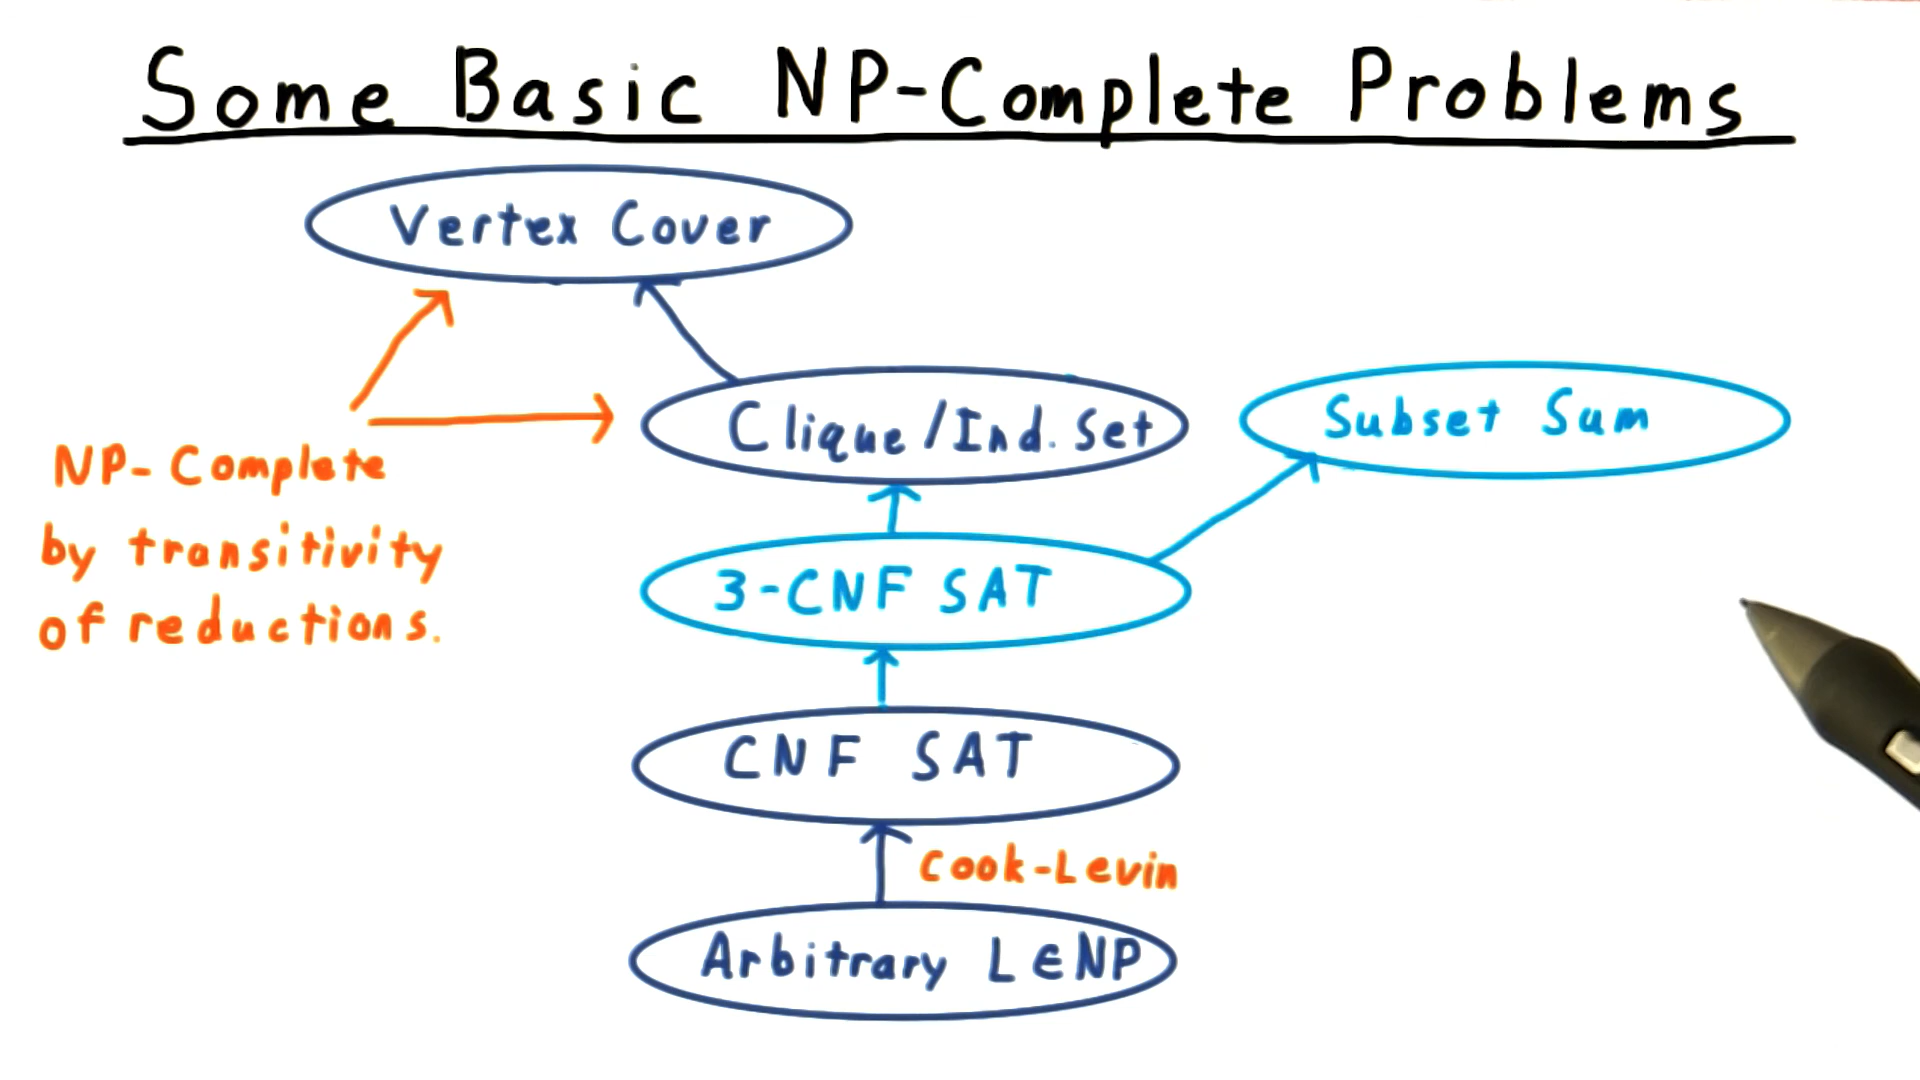 Some Basic NP-Complete Problems
Vertex Cover
Clique/Ind. Set
Subset Sum
NP-Complete
by transitivity
of reductions.
3-CNF SAT
CNF SAT
Cook-Levin
Arbitrary L∈NP